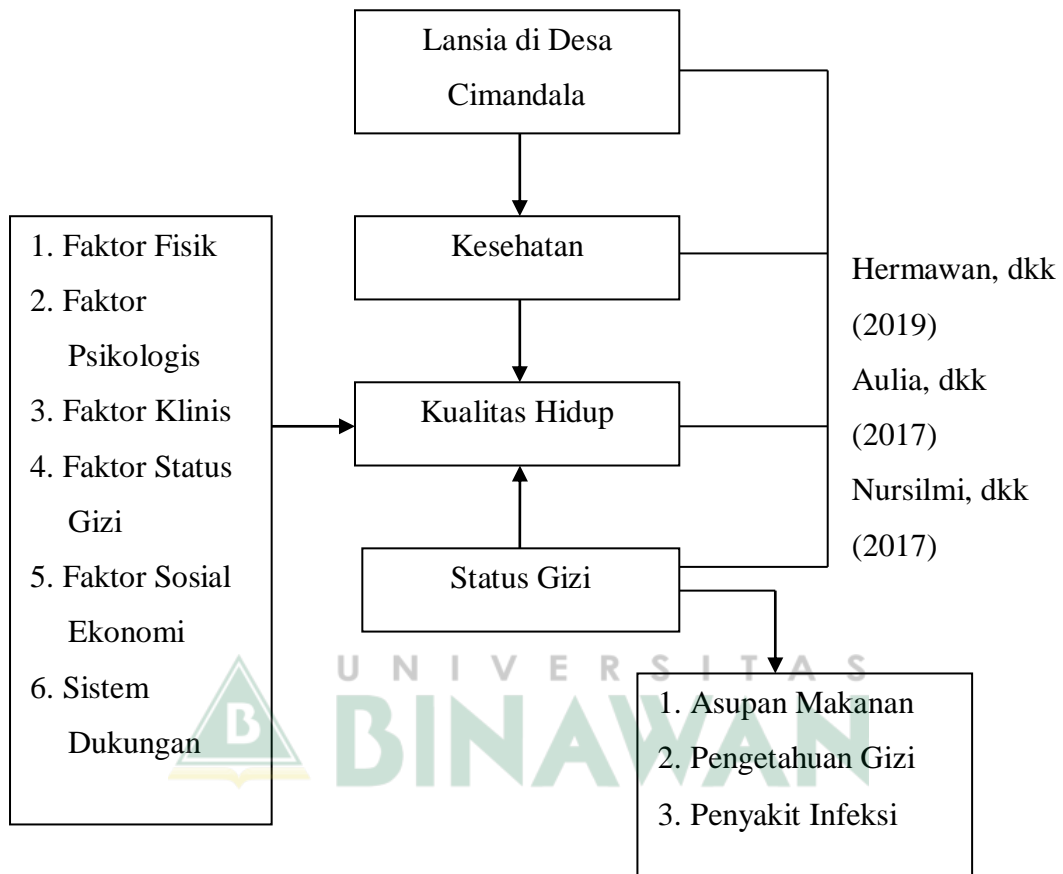 Lansia di Desa
Cimandala
Kesehatan
1. Faktor Fisik
2. Faktor
Psikologis
3. Faktor Klinis
4. Faktor Status
Gizi
5. Faktor Sosial
Ekonomi
6. Sistem
Dukungan
Kualitas Hidup
Status Gizi
Hermawan, dkk
(2019)
Aulia, dkk
(2017)
Nursilmi, dkk
(2017)
1. Asupan Makanan
2. Pengetahuan Gizi
3. Penyakit Infeksi
B
UNIVERSITAS
BINAWAN